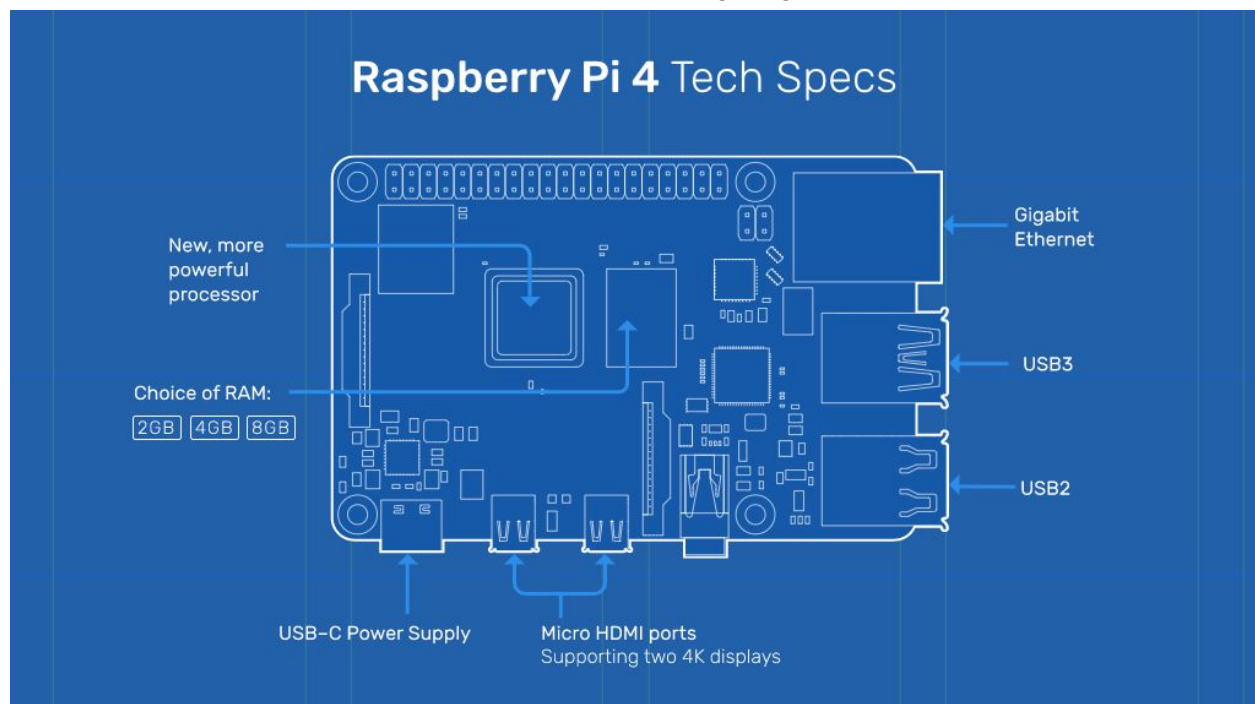 Raspberry Pi 4 Tech Specs
Gigabit
Ethernet
New, more
powerful
processor
USB3
Choice of RAM:
2GB 4GB 8GB
USB2
USB-C Power Supply
Micro HDMI ports
Supporting two 4K displays